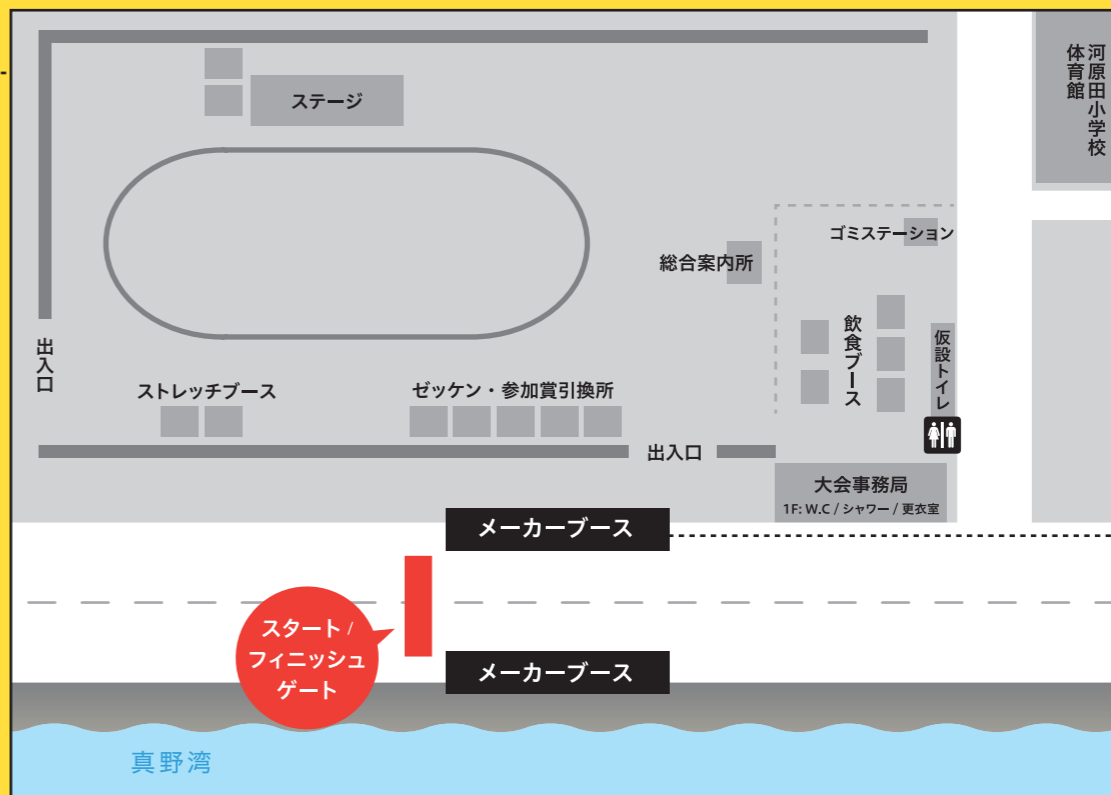 河原田小学校
体育館
ステージ
ゴミステーション
総合案内所
飲食ブース
仮設トイレ
出入口
ストレッチブース
ゼッケン・参加賞引換所
出入口
大会事務局
1F: W.C / シャワー / 更衣室
メーカーブース
スタート /
フィニッシュ
ゲート
メーカーブース
真野湾